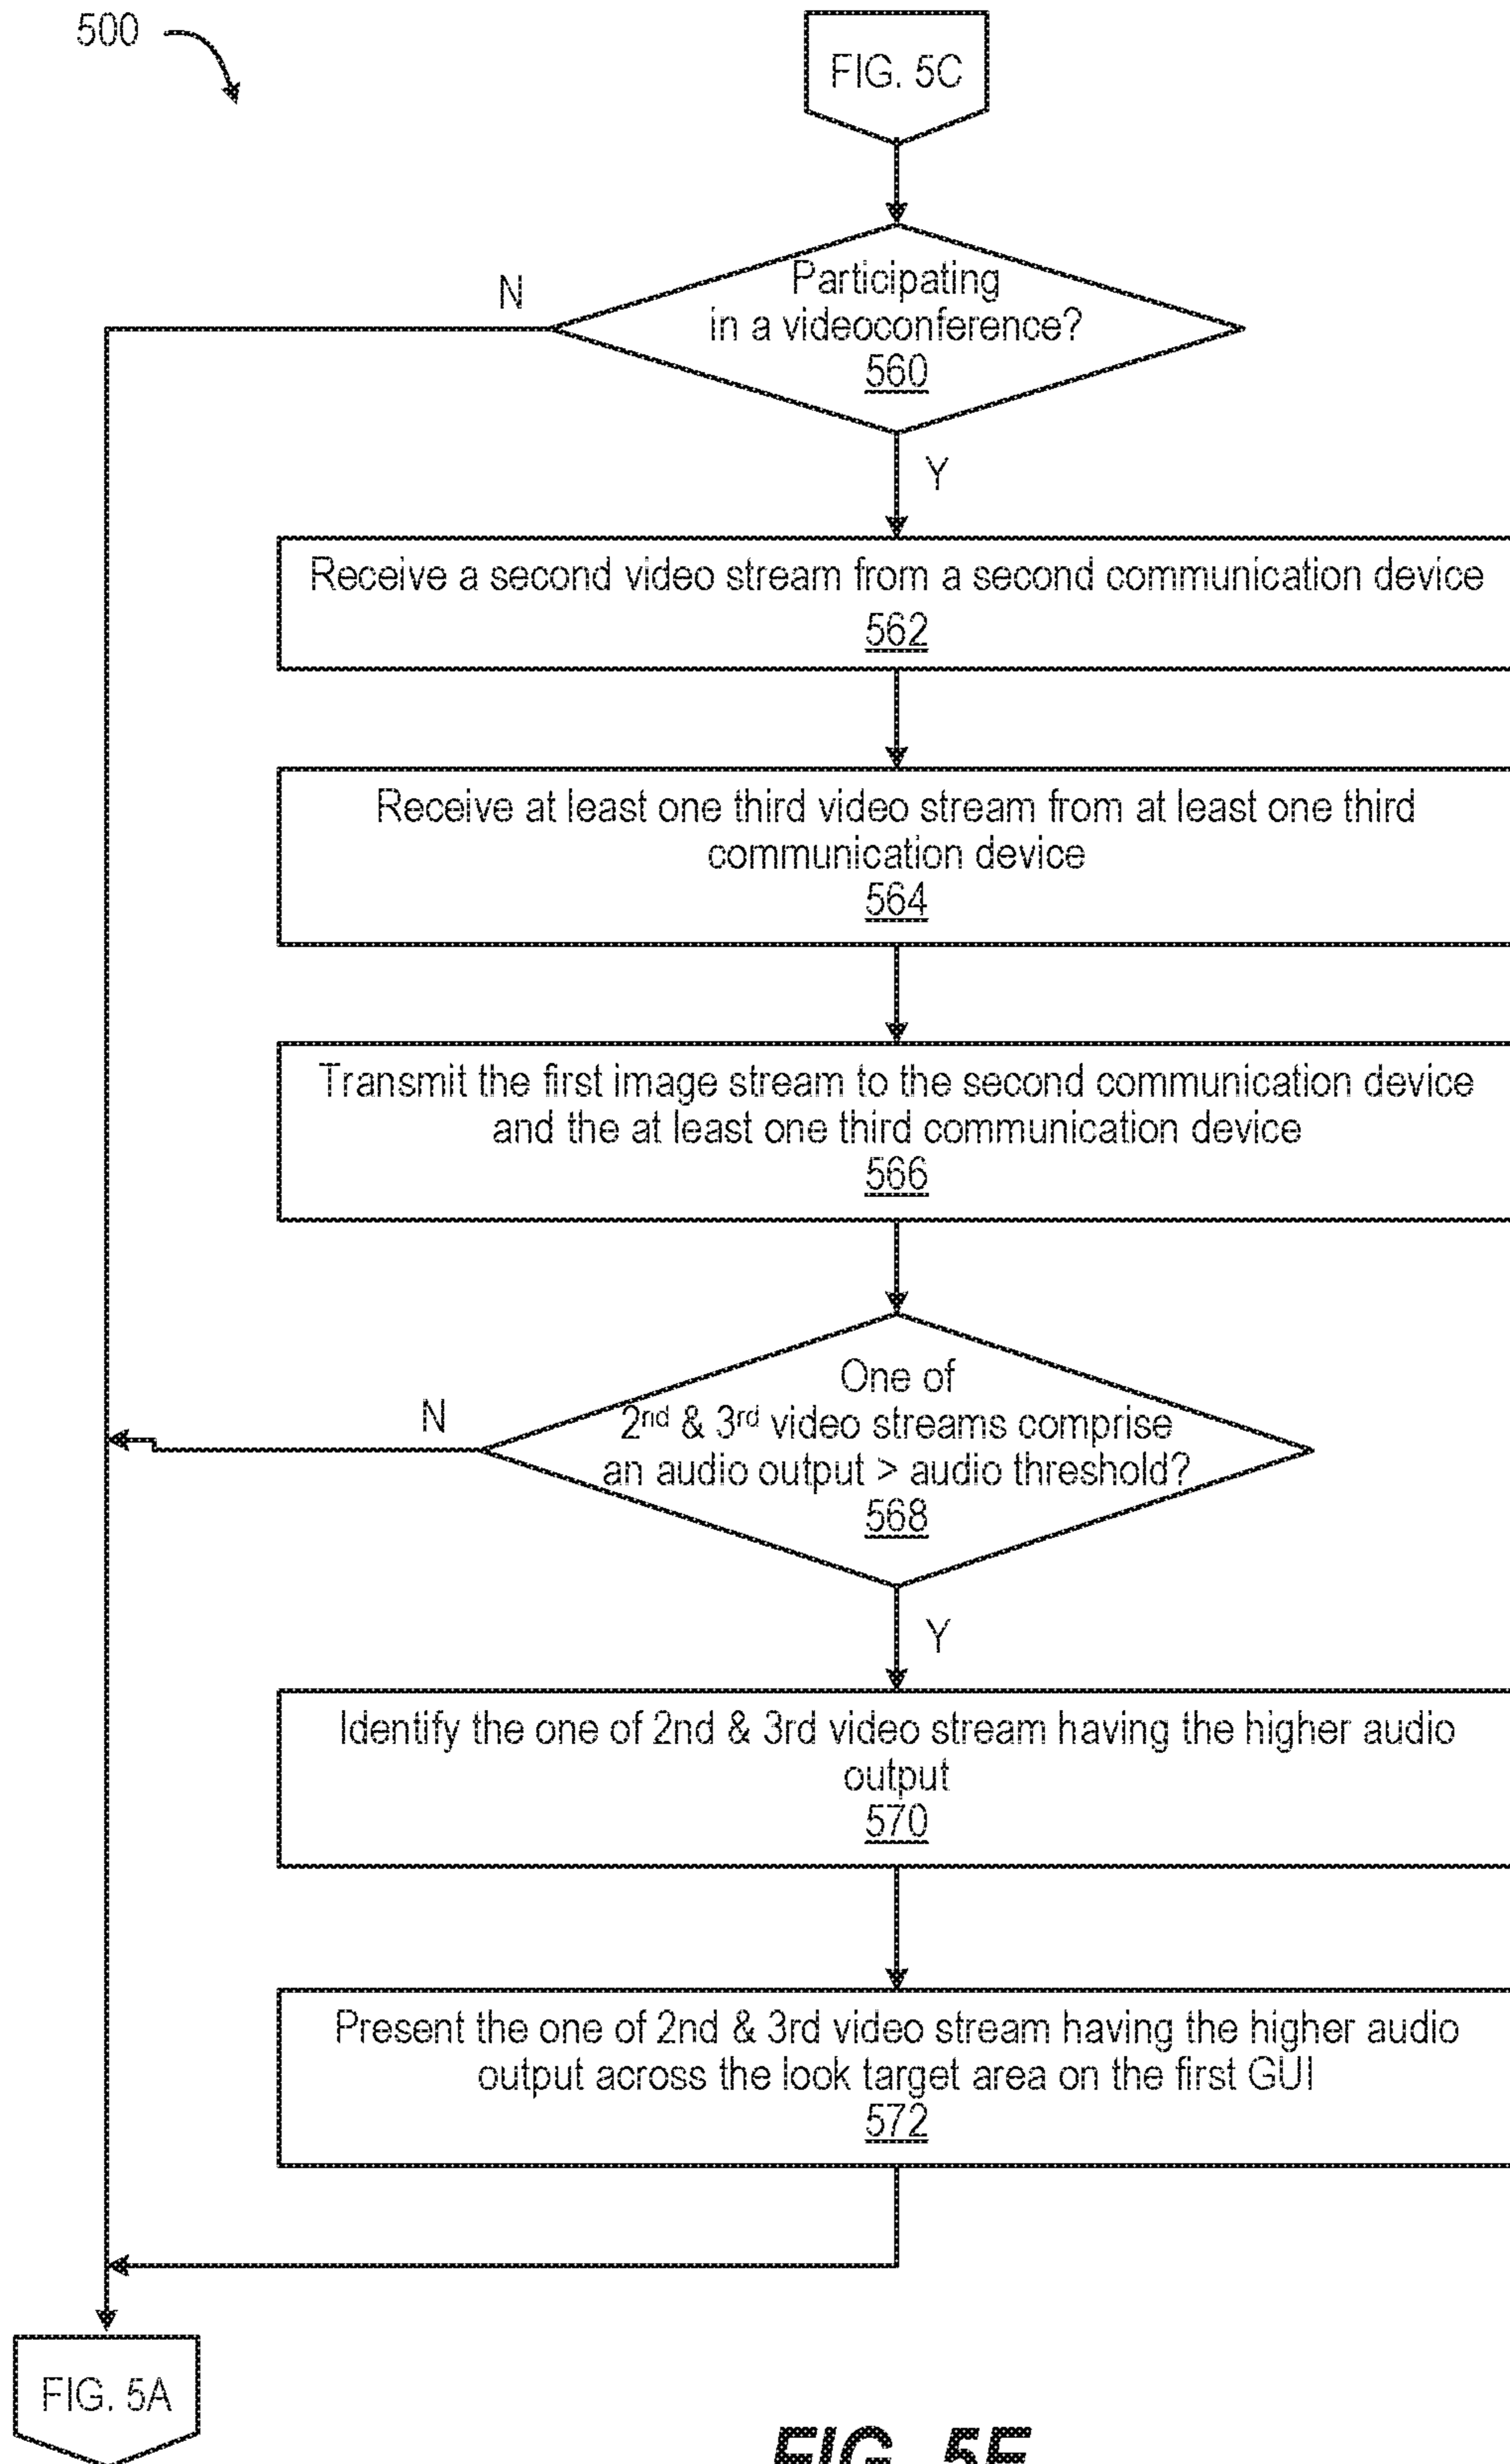 500
FIG. 5C
Participating
in a videoconference?
560
N
Y
Receive a second video stream from a second communication device
562
Receive at least one third video stream from at least one third
communication device
564
Transmit the first image stream to the second communication device
and the at least one third communication device
566
One of
2nd & 3rd video streams comprise
an audio output > audio threshold?
568
N
Y
Identify the one of 2nd & 3rd video stream having the higher audio
output
570
Present the one of 2nd & 3rd video stream having the higher audio
output across the look target area on the first GUI
572
FIG. 5A
FIG.